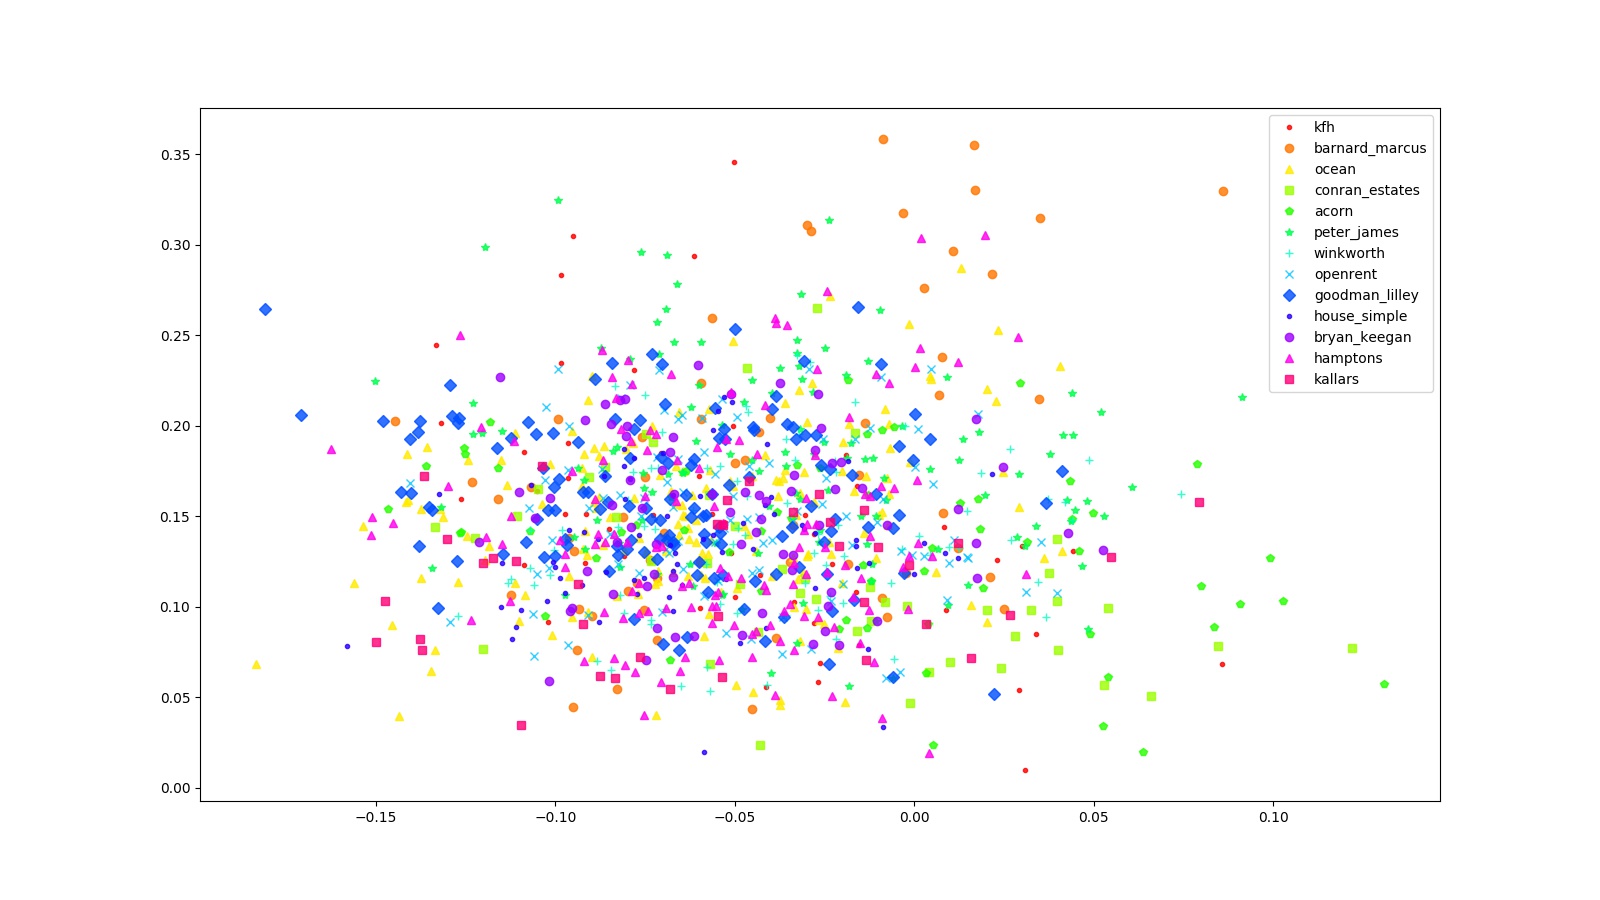 0.35
0.30
0.25
0.20
0.15
0.10
0.05
0.00
−0.15
−0.10
−0.05
0.00
0.05
0.10
kfh
barnard_marcus
ocean
conran_estates
acorn
peter_james
winkworth
openrent
goodman_lilley
house_simple
bryan_keegan
hamptons
kallars